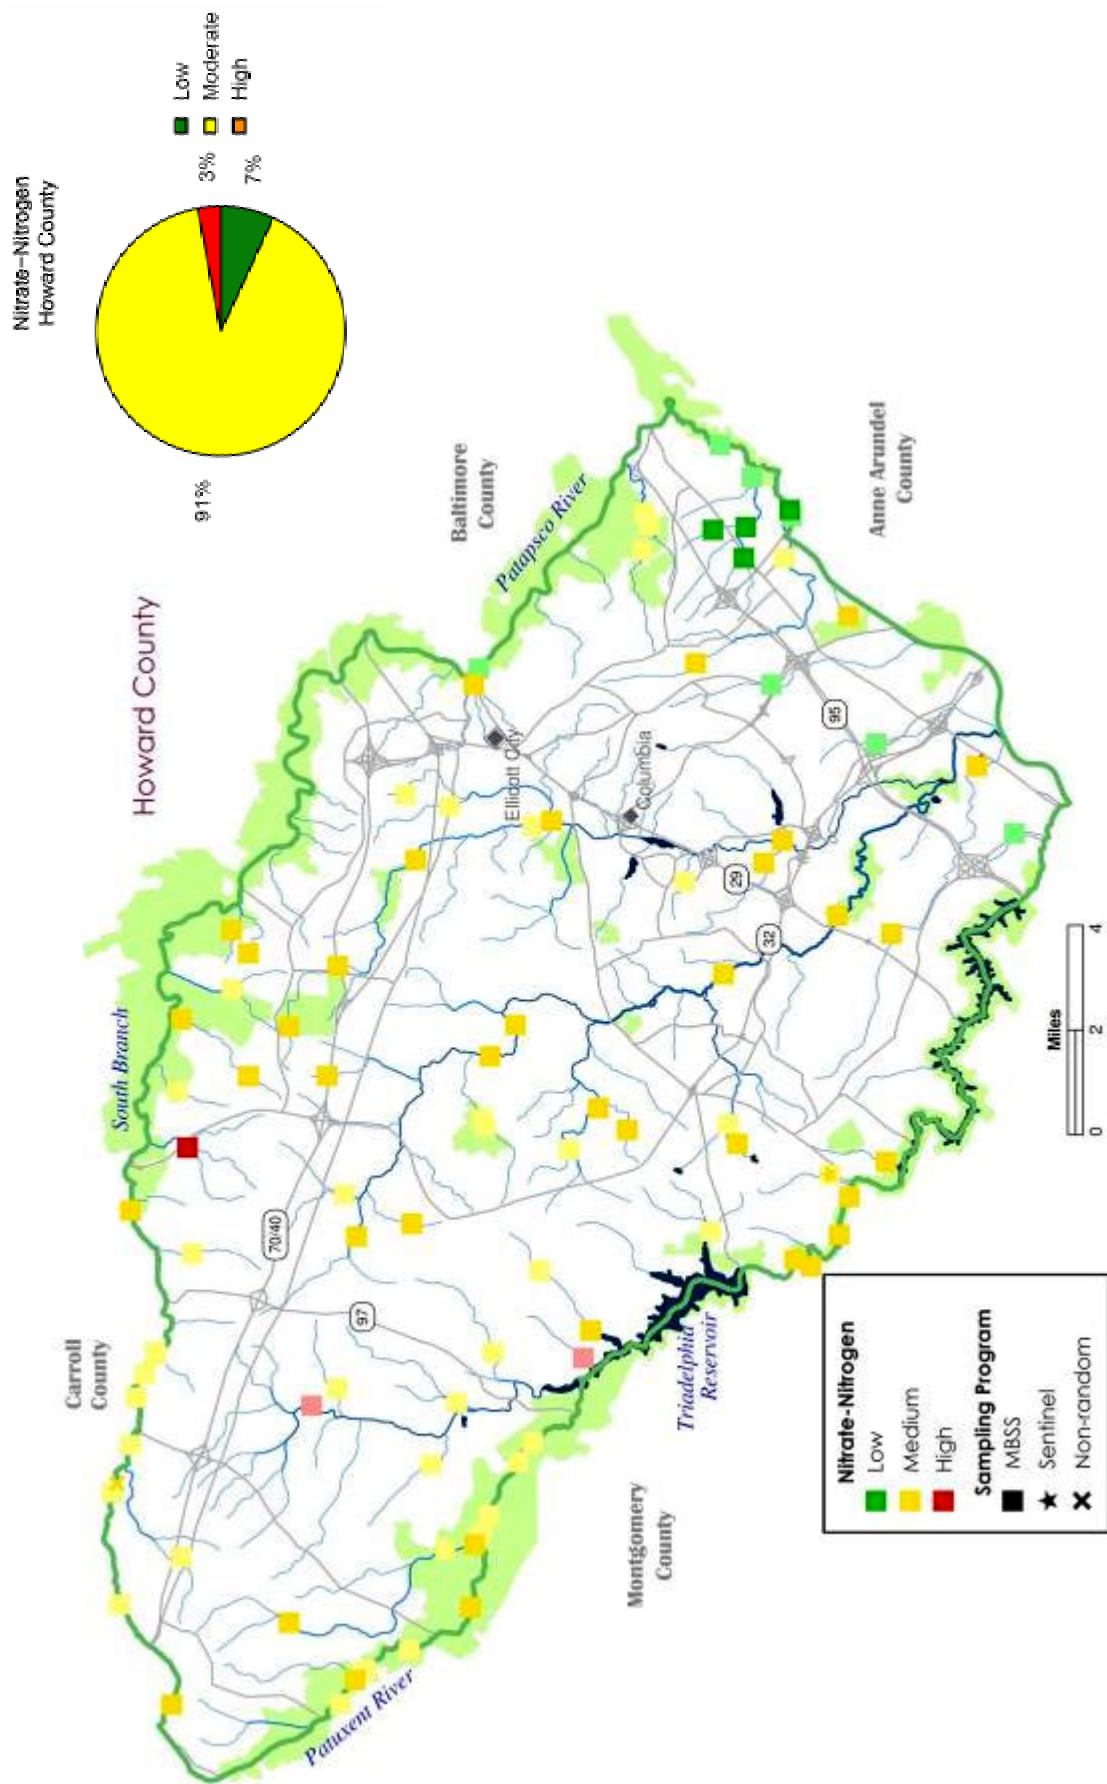 Nitrate-Nitrogen
Howard County
91%
3%
7%
Low
Moderate
High
Howard County
South Branch
Carroll
County
Baltimore
County
Patapsco River
Ellicott City
Columbia
Anne Arundel
County
70/40
97
29
32
95
Triadelphia
Reservoir
Patuxent River
Montgomery
County
Miles
0
2
4
Nitrate-Nitrogen
Low
Medium
High
Sampling Program
MBSS
Sentinel
Non-random